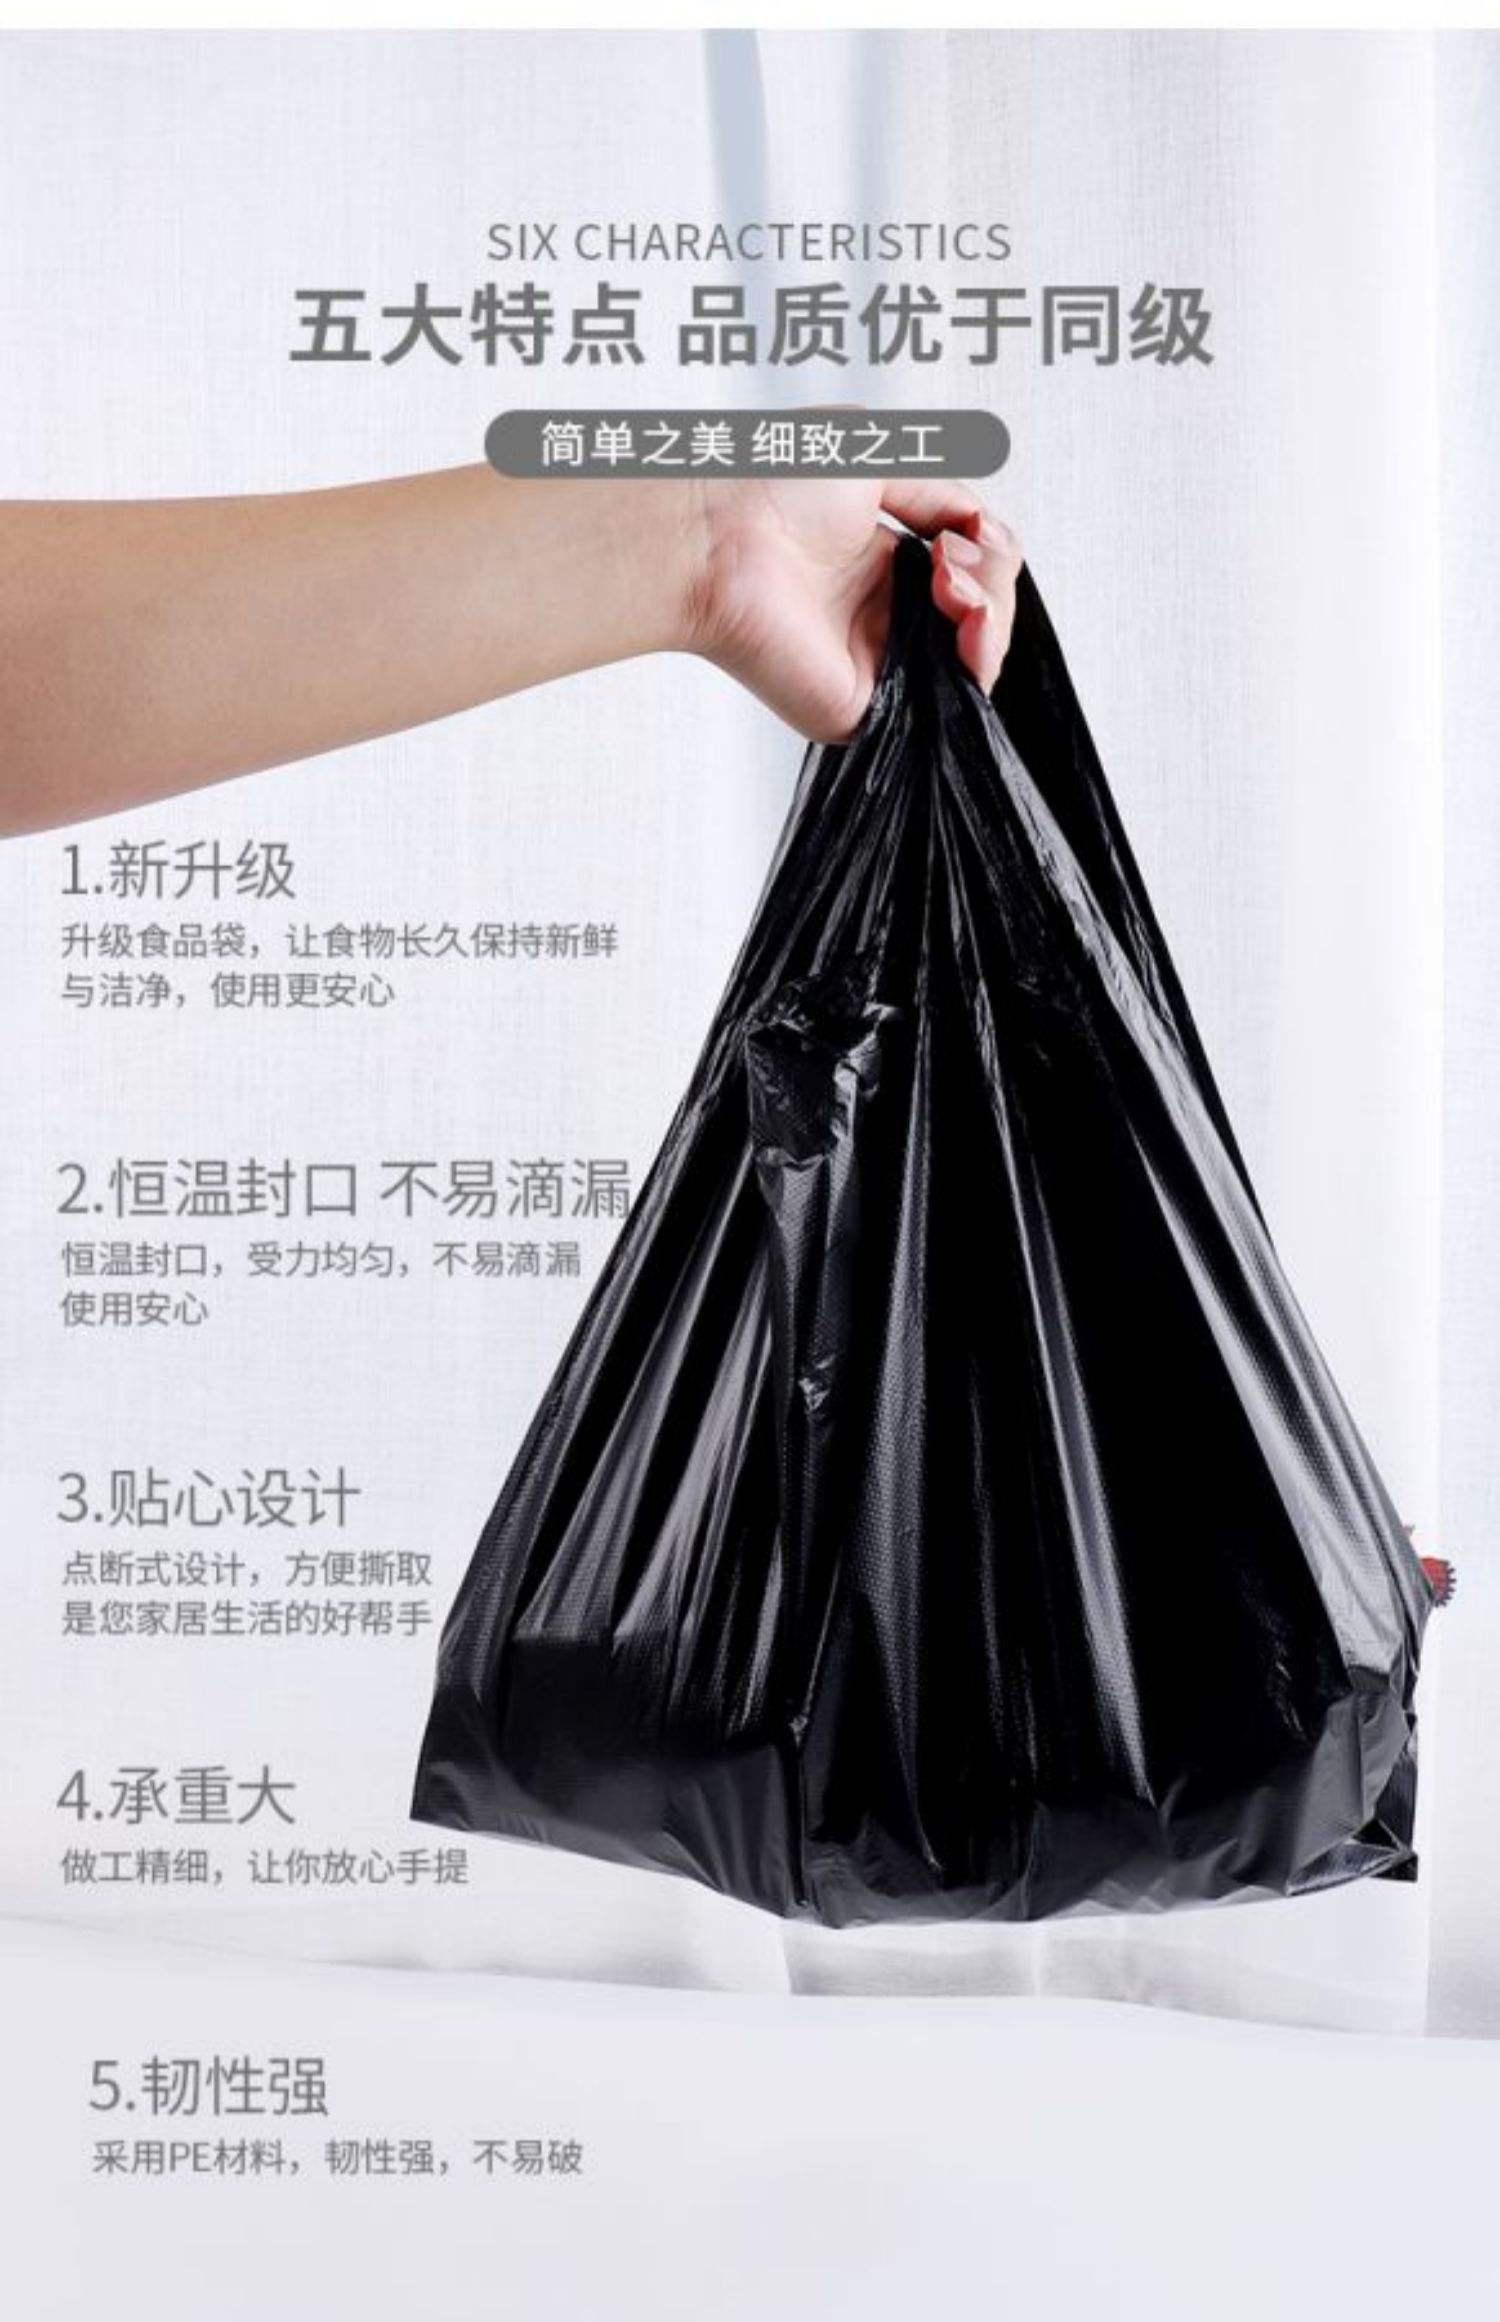 SIX CHARACTERISTICS
五大特点 品质优于同级
简单之美 细致之工
1.新升级
升级食品袋，让食物长久保持新鲜
与洁净，使用更安心
2.恒温封口 不易滴漏
恒温封口，受力均匀，不易滴漏
使用安心
3.贴心设计
点断式设计，方便撕取
是您家居生活的好帮手
4.承重大
做工精细，让你放心手提
5.韧性强
采用PE材料，韧性强，不易破